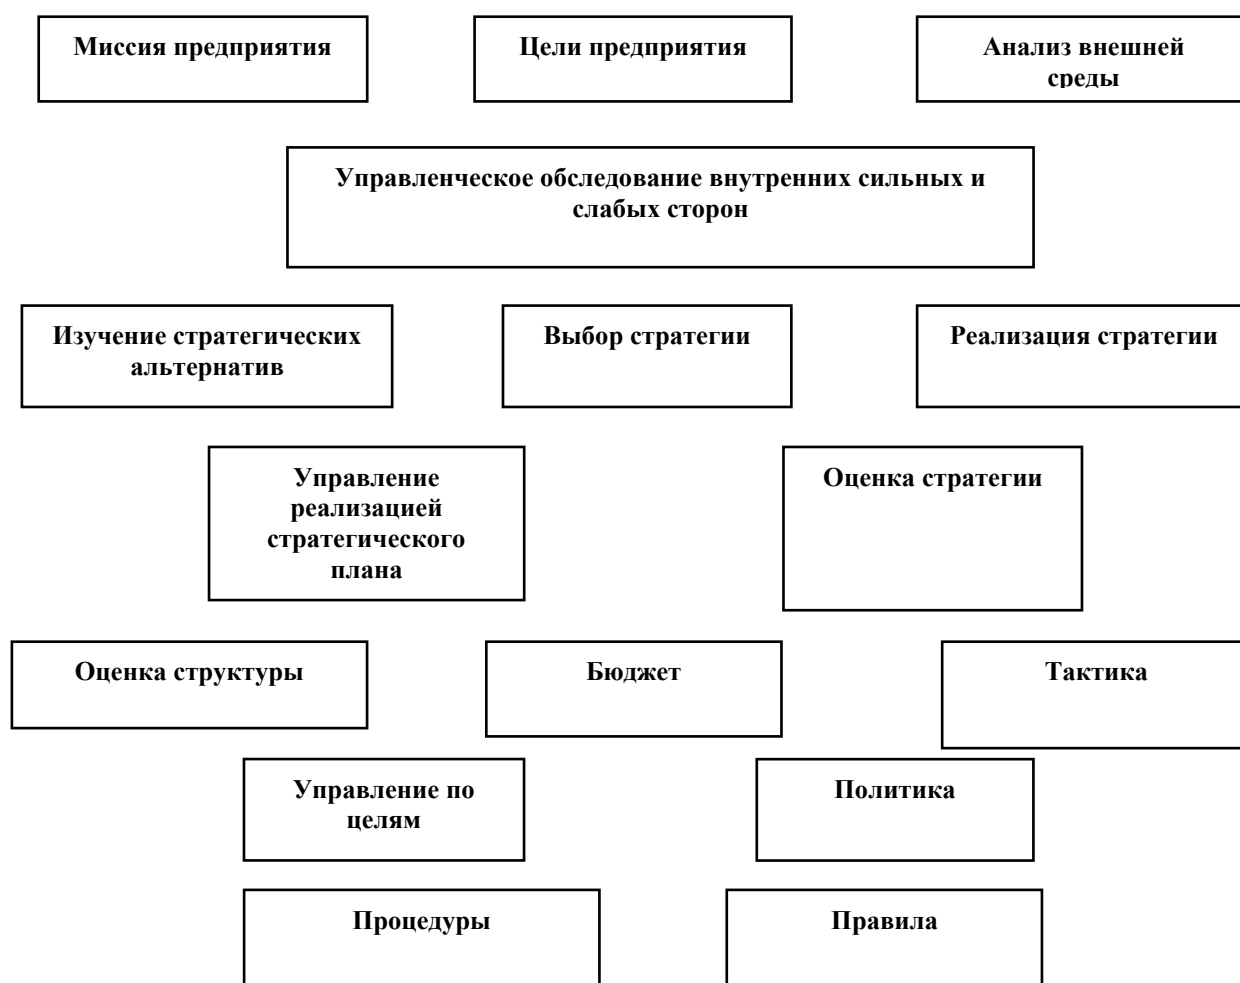 Миссия предприятия
Цели предприятия
Анализ внешней
среды
Управленческое обследование внутренних сильных и
слабых сторон
Изучение стратегических
альтернатив
Выбор стратегии
Реализация стратегии
Управление
реализацией
стратегического
плана
Оценка стратегии
Оценка структуры
Бюджет
Тактика
Управление по
целям
Политика
Процедуры
Правила